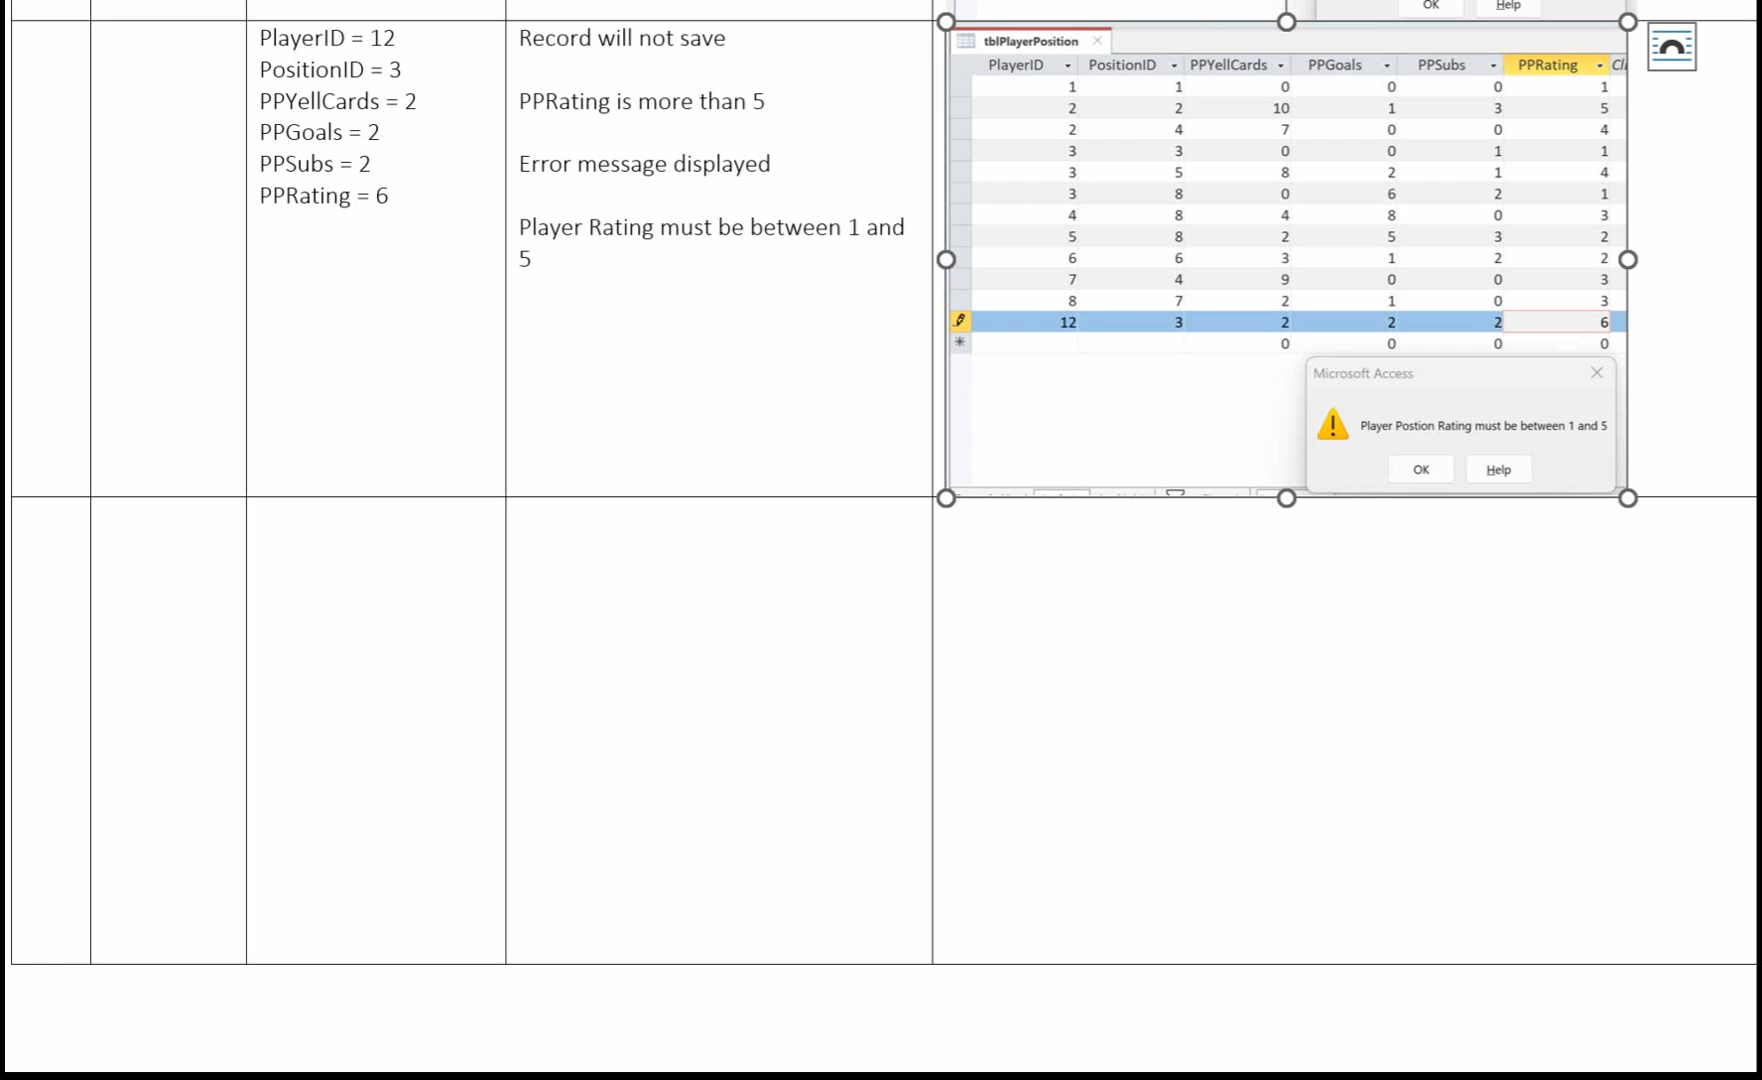 OK Help
PlayerID = 12
PositionID = 3
PPYellCards = 2
PPGoals = 2
PPSubs = 2
PPRating = 6
Record will not save
PPRating is more than 5
Error message displayed
Player Rating must be between 1 and
5
tblPlayerPosition
PlayerID PositionID PPYellCards PPGoals PPSubs PPRating Cli
1 1 0 0 0 1
2 2 10 1 3 5
2 4 7 0 0 4
3 3 0 0 1 1
3 5 8 2 1 4
3 8 0 6 2 1
4 8 4 8 0 3
5 8 2 5 3 2
6 6 3 1 2 2
7 4 9 0 0 3
8 7 2 1 0 3
12 3 2 2 2 6
0 0 0 0
Microsoft Access
Player Postion Rating must be between 1 and 5
OK Help